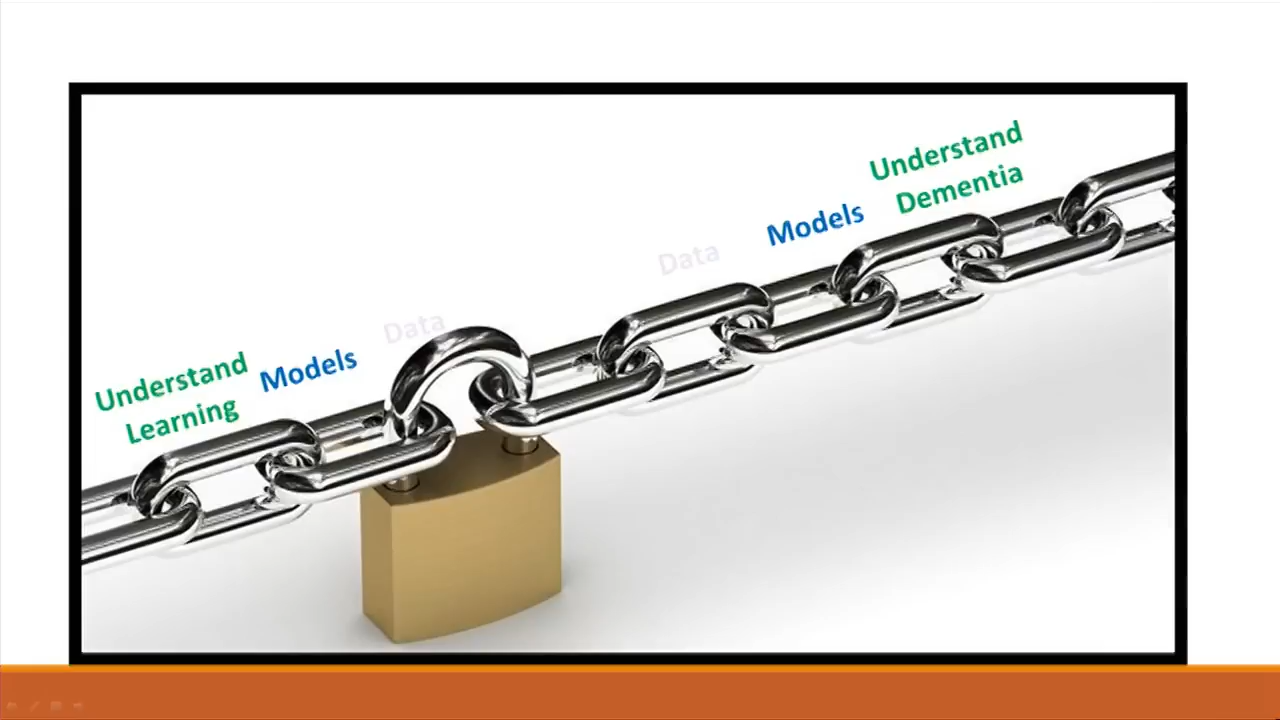 Understand
Learning
Models
Data
Data
Models
Understand
Dementia